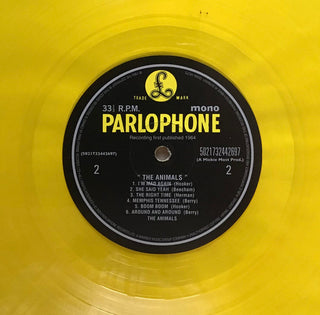 £
TRADE MARK
33⅓ R.P.M. mono
PARLOPHONE
Recording first published 1964
(5021732442697) 5021732442697
(A Mickie Most Prod.)
2 2
" THE ANIMALS "
1. I'M MAD AGAIN (Hooker)
2. SHE SAID YEAH (Beecham)
3. THE RIGHT TIME (Herman)
4. MEMPHIS TENNESSEE (Berry)
5. BOOM BOOM (Hooker)
6. AROUND AND AROUND (Berry)
THE ANIMALS